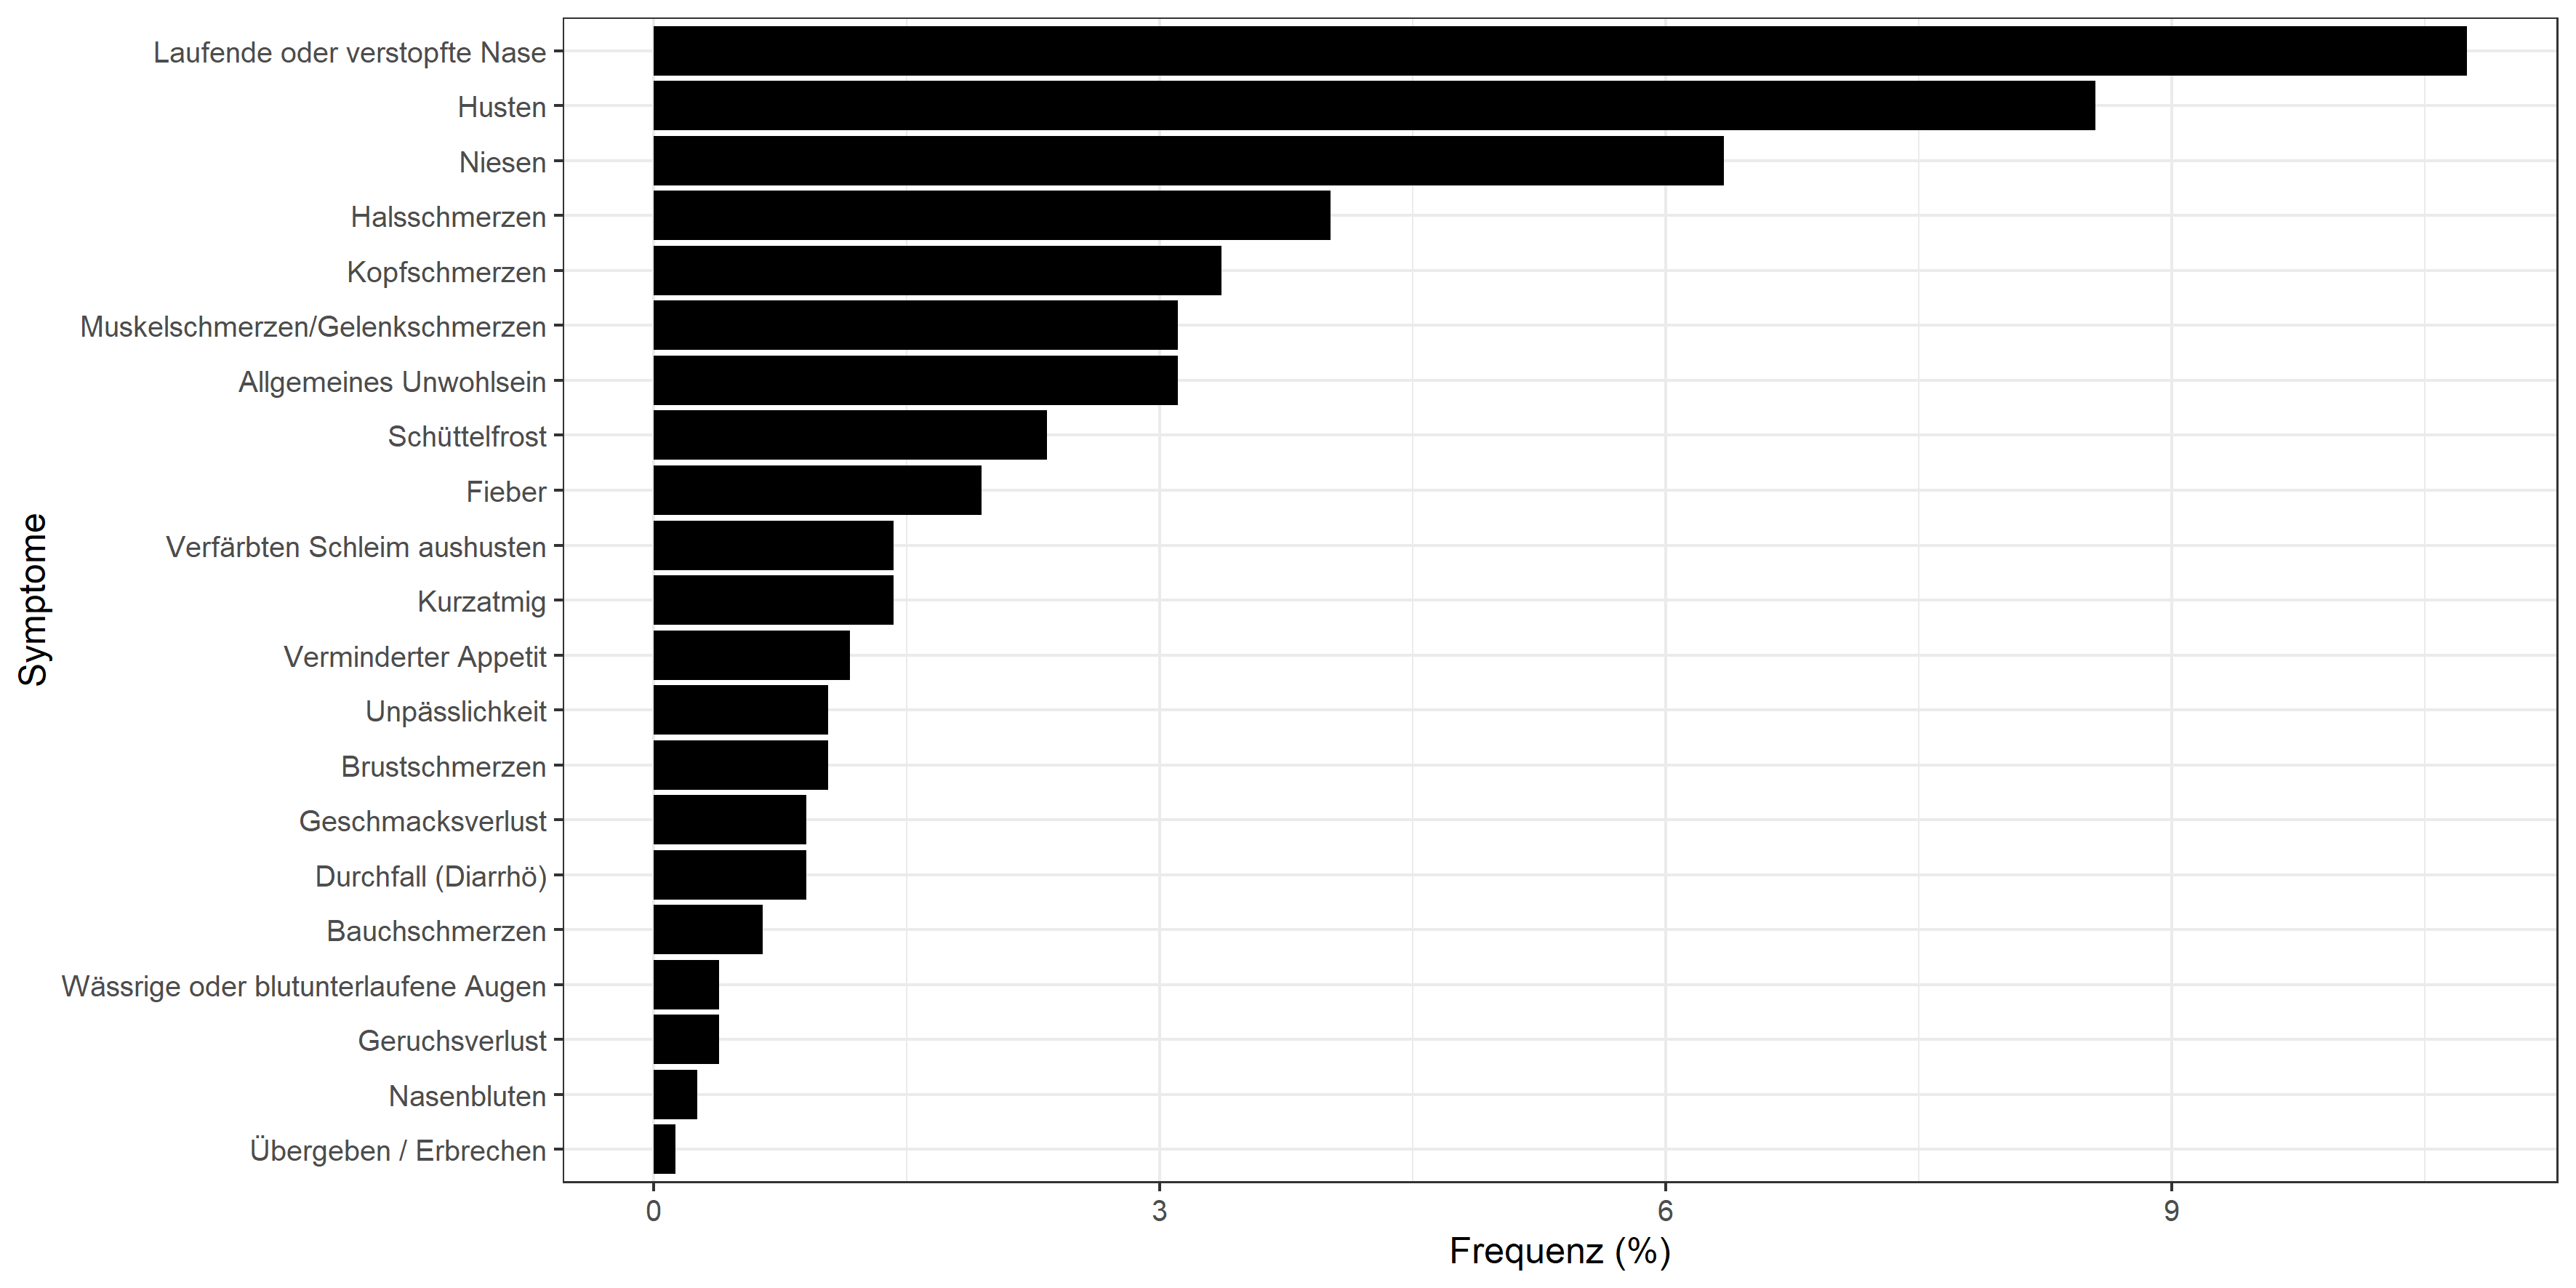 Laufende oder verstopfte Nase
Husten
Niesen
Halsschmerzen
Kopfschmerzen
Muskelschmerzen/Gelenkschmerzen
Allgemeines Unwohlsein
Schüttelfrost
Fieber
Verfärbten Schleim aushusten
Kurzatmig
Verminderter Appetit
Unpässlichkeit
Brustschmerzen
Geschmacksverlust
Durchfall (Diarrhö)
Bauchschmerzen
Wässrige oder blutunterlaufene Augen
Geruchsverlust
Nasenbluten
Übergeben / Erbrechen
Symptome
0 3 6 9
Frequenz (%)